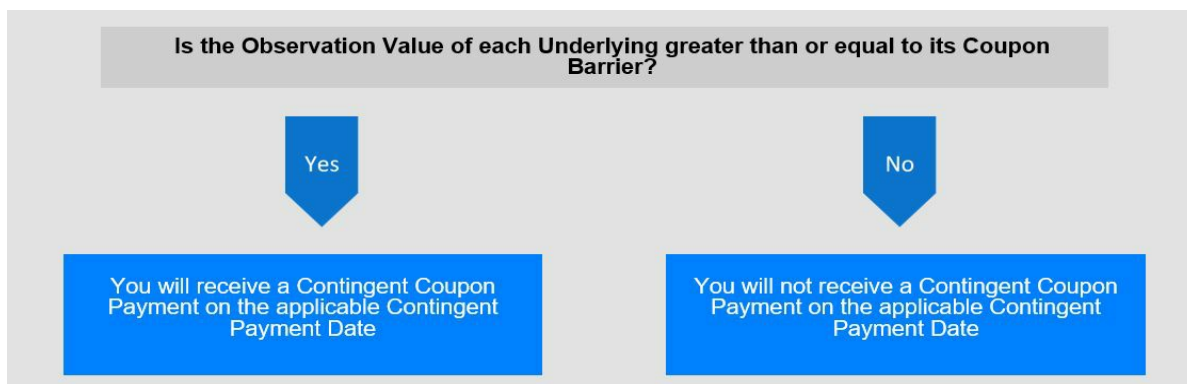 Is the Observation Value of each Underlying greater than or equal to its Coupon
Barrier?
Yes
No
You will receive a Contingent Coupon
Payment on the applicable Contingent
Payment Date
You will not receive a Contingent Coupon
Payment on the applicable Contingent
Payment Date